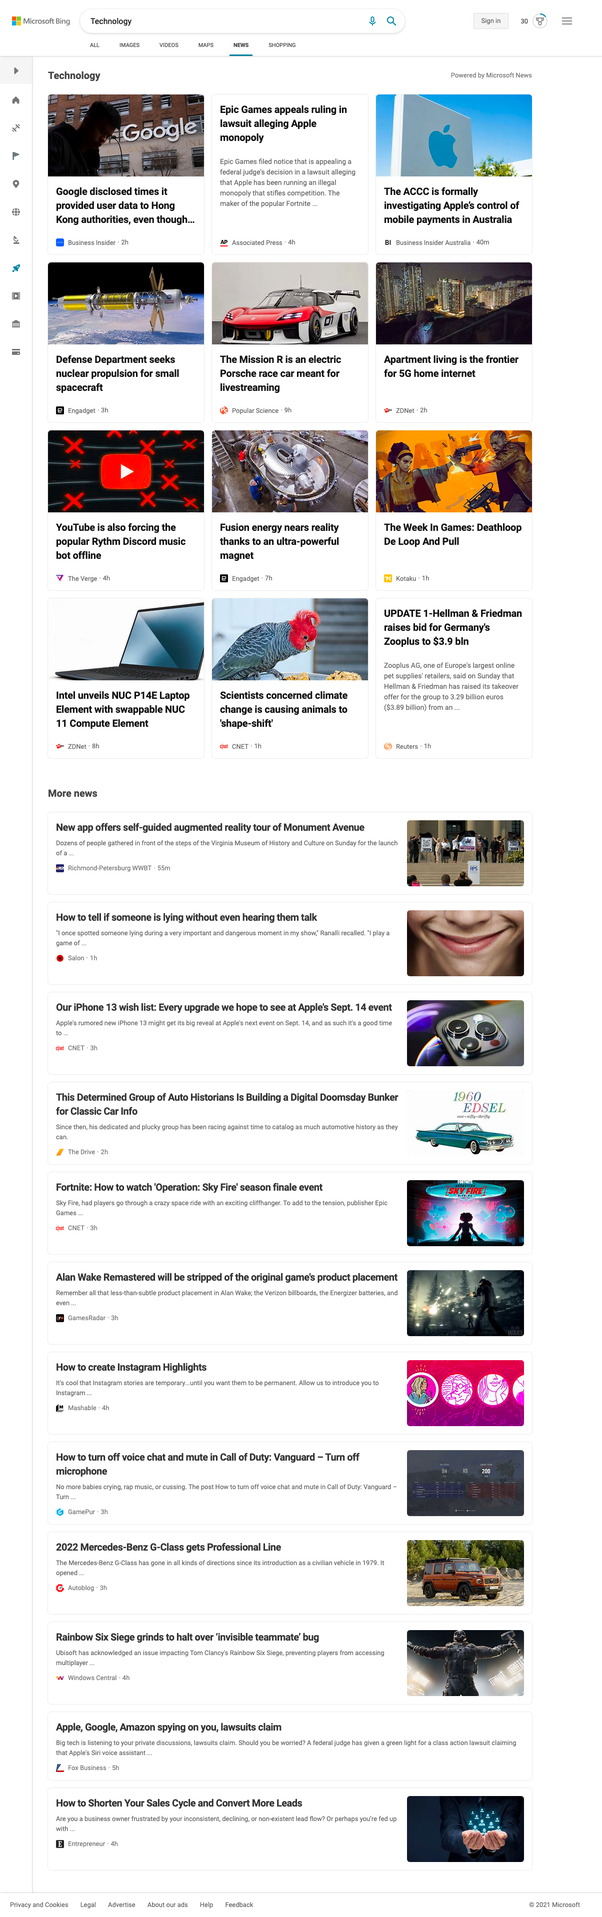 Microsoft Bing
Technology
Sign in
30
ALL
IMAGES
VIDEOS
MAPS
NEWS
SHOPPING
Technology
Powered by Microsoft News
Google
Google disclosed times it
provided user data to Hong
Kong authorities, even though...
Business Insider · 2h
Epic Games appeals ruling in
lawsuit alleging Apple
monopoly
Epic Games filed notice that is appealing a
federal judge's decision in a lawsuit alleging
that Apple has been running an illegal
monopoly that stifles competition. The
maker of the popular Fortnite ...
AP Associated Press · 4h
The ACCC is formally
investigating Apple's control of
mobile payments in Australia
BI Business Insider Australia · 40m
Defense Department seeks
nuclear propulsion for small
spacecraft
Engadget · 3h
The Mission R is an electric
Porsche race car meant for
livestreaming
Popular Science · 9h
Apartment living is the frontier
for 5G home internet
ZDNet · 2h
YouTube is also forcing the
popular Rythm Discord music
bot offline
The Verge · 4h
Fusion energy nears reality
thanks to an ultra-powerful
magnet
Engadget · 7h
The Week In Games: Deathloop
De Loop And Pull
Kotaku · 1h
Intel unveils NUC P14E Laptop
Element with swappable NUC
11 Compute Element
ZDNet · 8h
Scientists concerned climate
change is causing animals to
'shape-shift'
CNET · 1h
UPDATE 1-Hellman & Friedman
raises bid for Germany's
Zooplus to $3.9 bln
Zooplus AG, one of Europe's largest online
pet supplies' retailers, said on Sunday that
Hellman & Friedman has raised its takeover
offer for the group to 3.29 billion euros
($3.89 billion) from an ...
Reuters · 1h
More news
New app offers self-guided augmented reality tour of Monument Avenue
Dozens of people gathered in front of the steps of the Virginia Museum of History and Culture on Sunday for the launch
of a ...
Richmond-Petersburg WWBT · 55m
How to tell if someone is lying without even hearing them talk
"I once spotted someone lying during a very important and dangerous moment in my show," Ranalli recalled. "I play a
game of ...
Salon · 1h
Our iPhone 13 wish list: Every upgrade we hope to see at Apple's Sept. 14 event
Apple's rumored new iPhone 13 might get its big reveal at Apple's next event on Sept. 14, and as such it's a good time
to ...
CNET · 3h
This Determined Group of Auto Historians Is Building a Digital Doomsday Bunker
for Classic Car Info
Since then, his dedicated and plucky group has been racing against time to catalog as much automotive history as they
can.
The Drive · 2h
1960
EDSEL
Fortnite: How to watch 'Operation: Sky Fire' season finale event
Sky Fire, had players go through a crazy space ride with an exciting cliffhanger. To add to the tension, publisher Epic
Games ...
CNET · 3h
SKY FIRE
Alan Wake Remastered will be stripped of the original game's product placement
Remember all that less-than-subtle product placement in Alan Wake; the Verizon billboards, the Energizer batteries, and
even ...
GamesRadar · 3h
How to create Instagram Highlights
It's cool that Instagram stories are temporary...until you want them to be permanent. Allow us to introduce you to
Instagram ...
Mashable · 4h
How to turn off voice chat and mute in Call of Duty: Vanguard – Turn off
microphone
No more babies crying, rap music, or cussing. The post How to turn off voice chat and mute in Call of Duty: Vanguard –
Turn ...
GamePur · 3h
200
2022 Mercedes-Benz G-Class gets Professional Line
The Mercedes-Benz G-Class has gone in all kinds of directions since its introduction as a civilian vehicle in 1979. It
opened ...
Autoblog · 3h
Rainbow Six Siege grinds to halt over 'invisible teammate' bug
Ubisoft has acknowledged an issue impacting Tom Clancy's Rainbow Six Siege, preventing players from accessing
multiplayer ...
Windows Central · 4h
Apple, Google, Amazon spying on you, lawsuits claim
Big tech is listening to your private discussions, lawsuits claim. Should you be worried? A federal judge has given a green light for a class action lawsuit claiming
that Apple's Siri voice assistant ...
Fox Business · 5h
How to Shorten Your Sales Cycle and Convert More Leads
Are you a business owner frustrated by your inconsistent, declining, or non-existent lead flow? Or perhaps you're fed up
with ...
Entrepreneur · 4h
Privacy and Cookies
Legal
Advertise
About our ads
Help
Feedback
© 2021 Microsoft